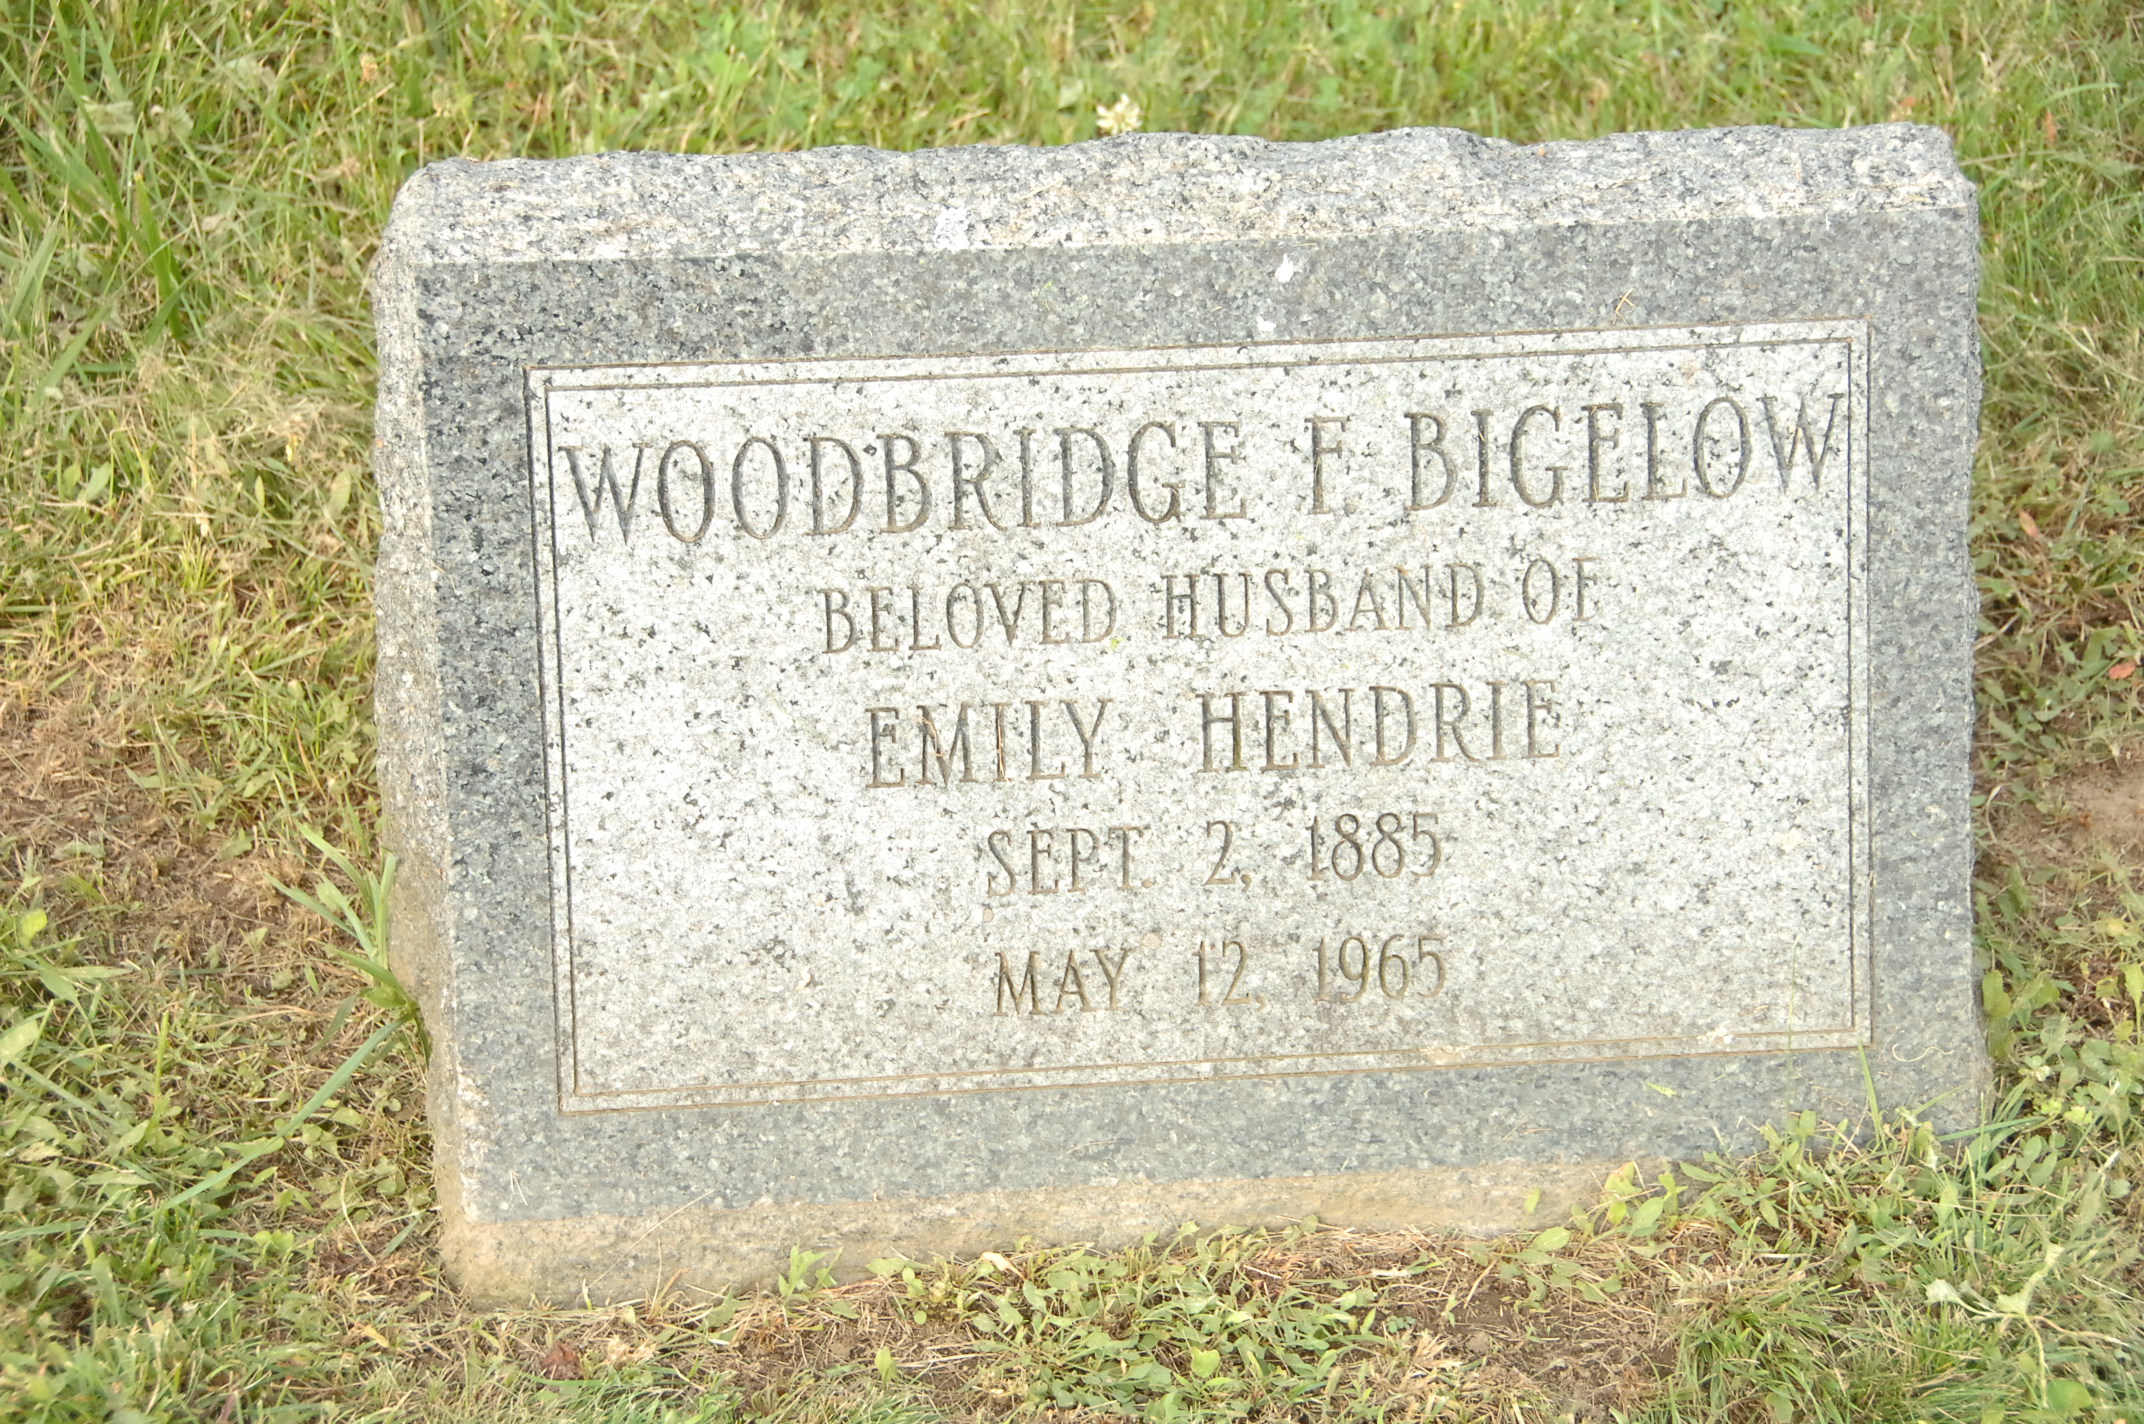 WOODBRIDGE F. BIGELOW
BELOVED HUSBAND OF
EMILY HENDRIE
SEPT. 2, 1885
MAY 12, 1965